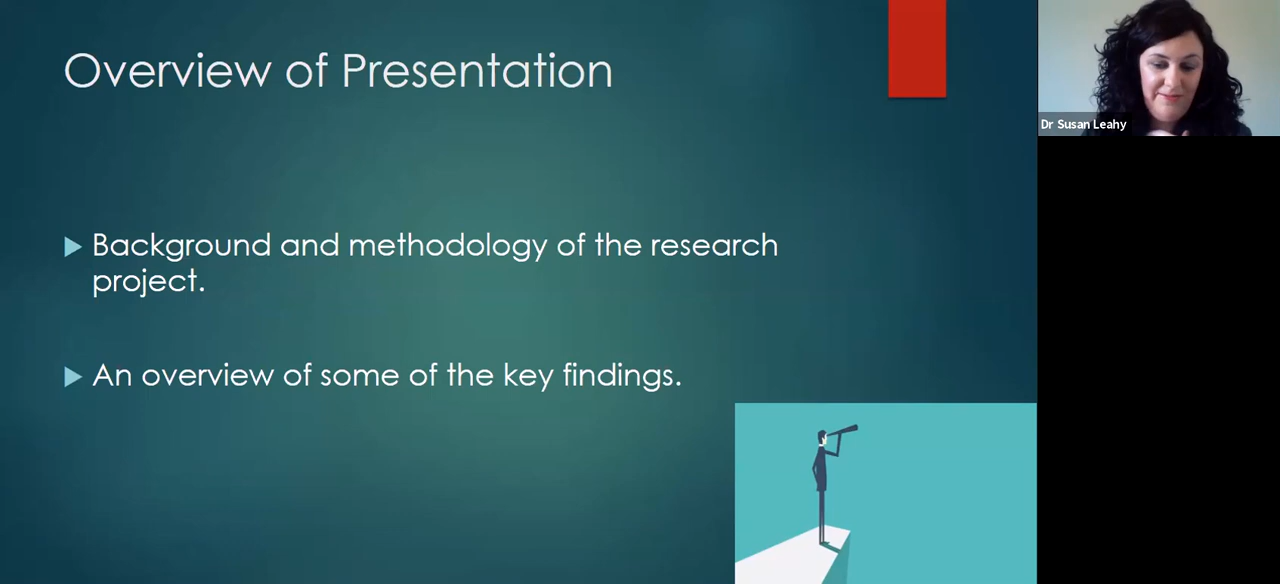 Overview of Presentation
Dr Susan Leahy
Background and methodology of the research
project.
An overview of some of the key findings.